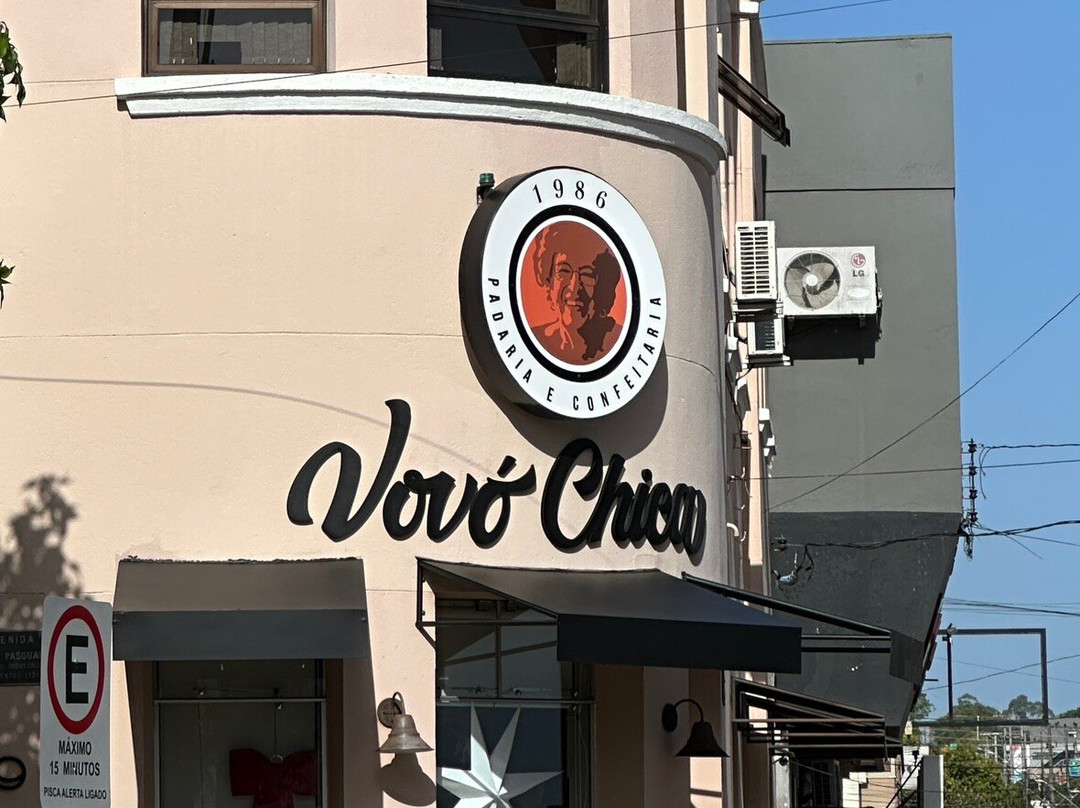 1986
PADARIA E CONFEITARIA
Vovó Chica
LG
E
MÁXIMO
15 MINUTOS
PISCA ALERTA LIGADO